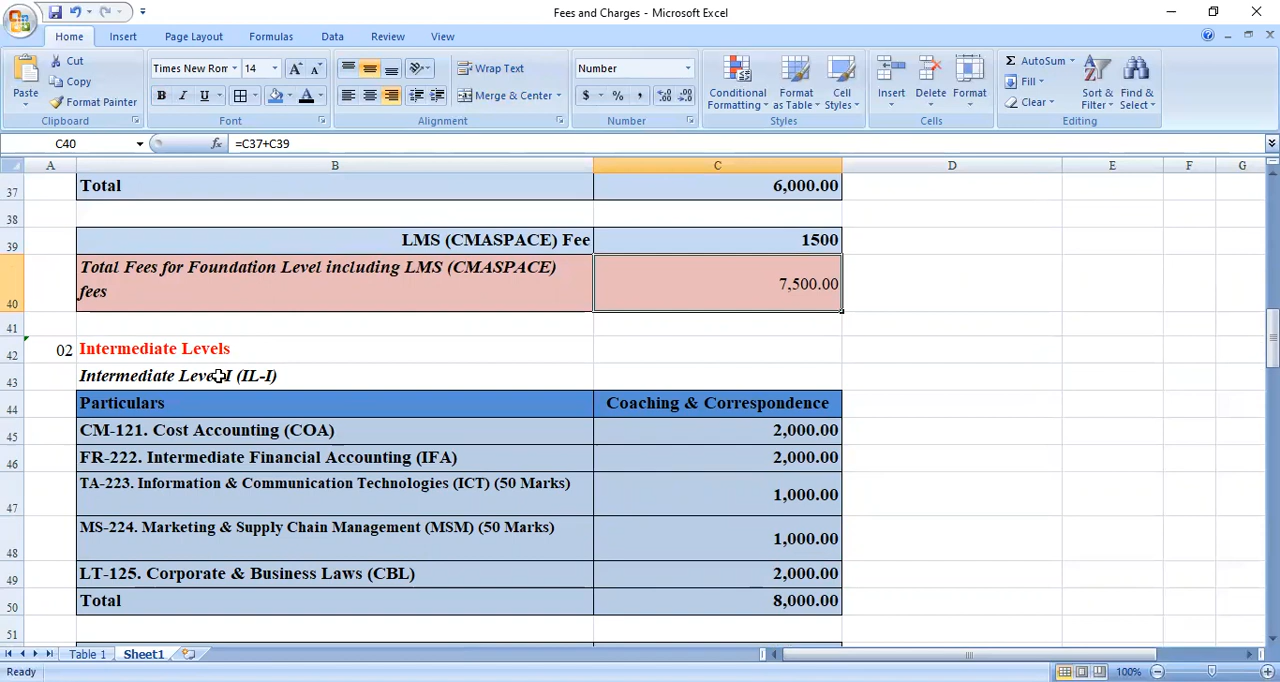 Fees and Charges - Microsoft Excel
Home Insert Page Layout Formulas Data Review View
Paste
Cut
Copy
Format Painter
Clipboard
Times New Rom 14
B I U
Font
Wrap Text
Merge & Center
Alignment
Number
$ % ,
Number
Conditional Formatting
Format as Table
Cell Styles
Styles
Insert
Delete
Format
Cells
AutoSum
Fill
Clear
Sort & Filter
Find & Select
Editing
C40 fx =C37+C39
A B C D E F G
37 Total 6,000.00
38
39 LMS (CMASPACE) Fee 1500
Total Fees for Foundation Level including LMS (CMASPACE)
40 fees 7,500.00
41
42 02 Intermediate Levels
43 Intermediate Level-I (IL-I)
44 Particulars Coaching & Correspondence
45 CM-121. Cost Accounting (COA) 2,000.00
46 FR-222. Intermediate Financial Accounting (IFA) 2,000.00
47 TA-223. Information & Communication Technologies (ICT) (50 Marks) 1,000.00
48 MS-224. Marketing & Supply Chain Management (MSM) (50 Marks) 1,000.00
49 LT-125. Corporate & Business Laws (CBL) 2,000.00
50 Total 8,000.00
51
Table 1 Sheet1
Ready 100%